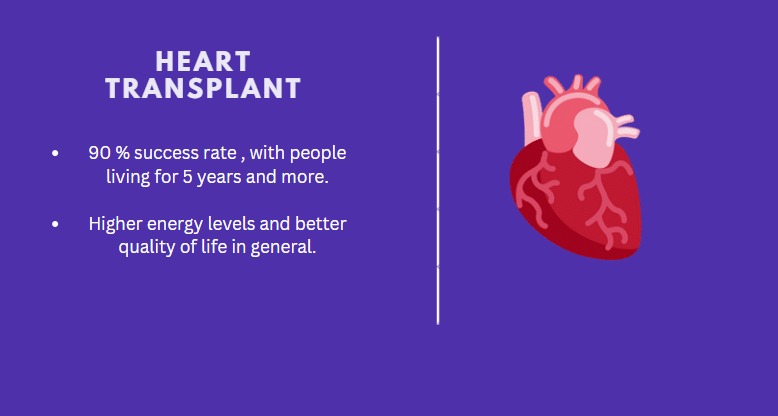 HEART
TRANSPLANT
• 90 % success rate , with people
living for 5 years and more.
• Higher energy levels and better
quality of life in general.